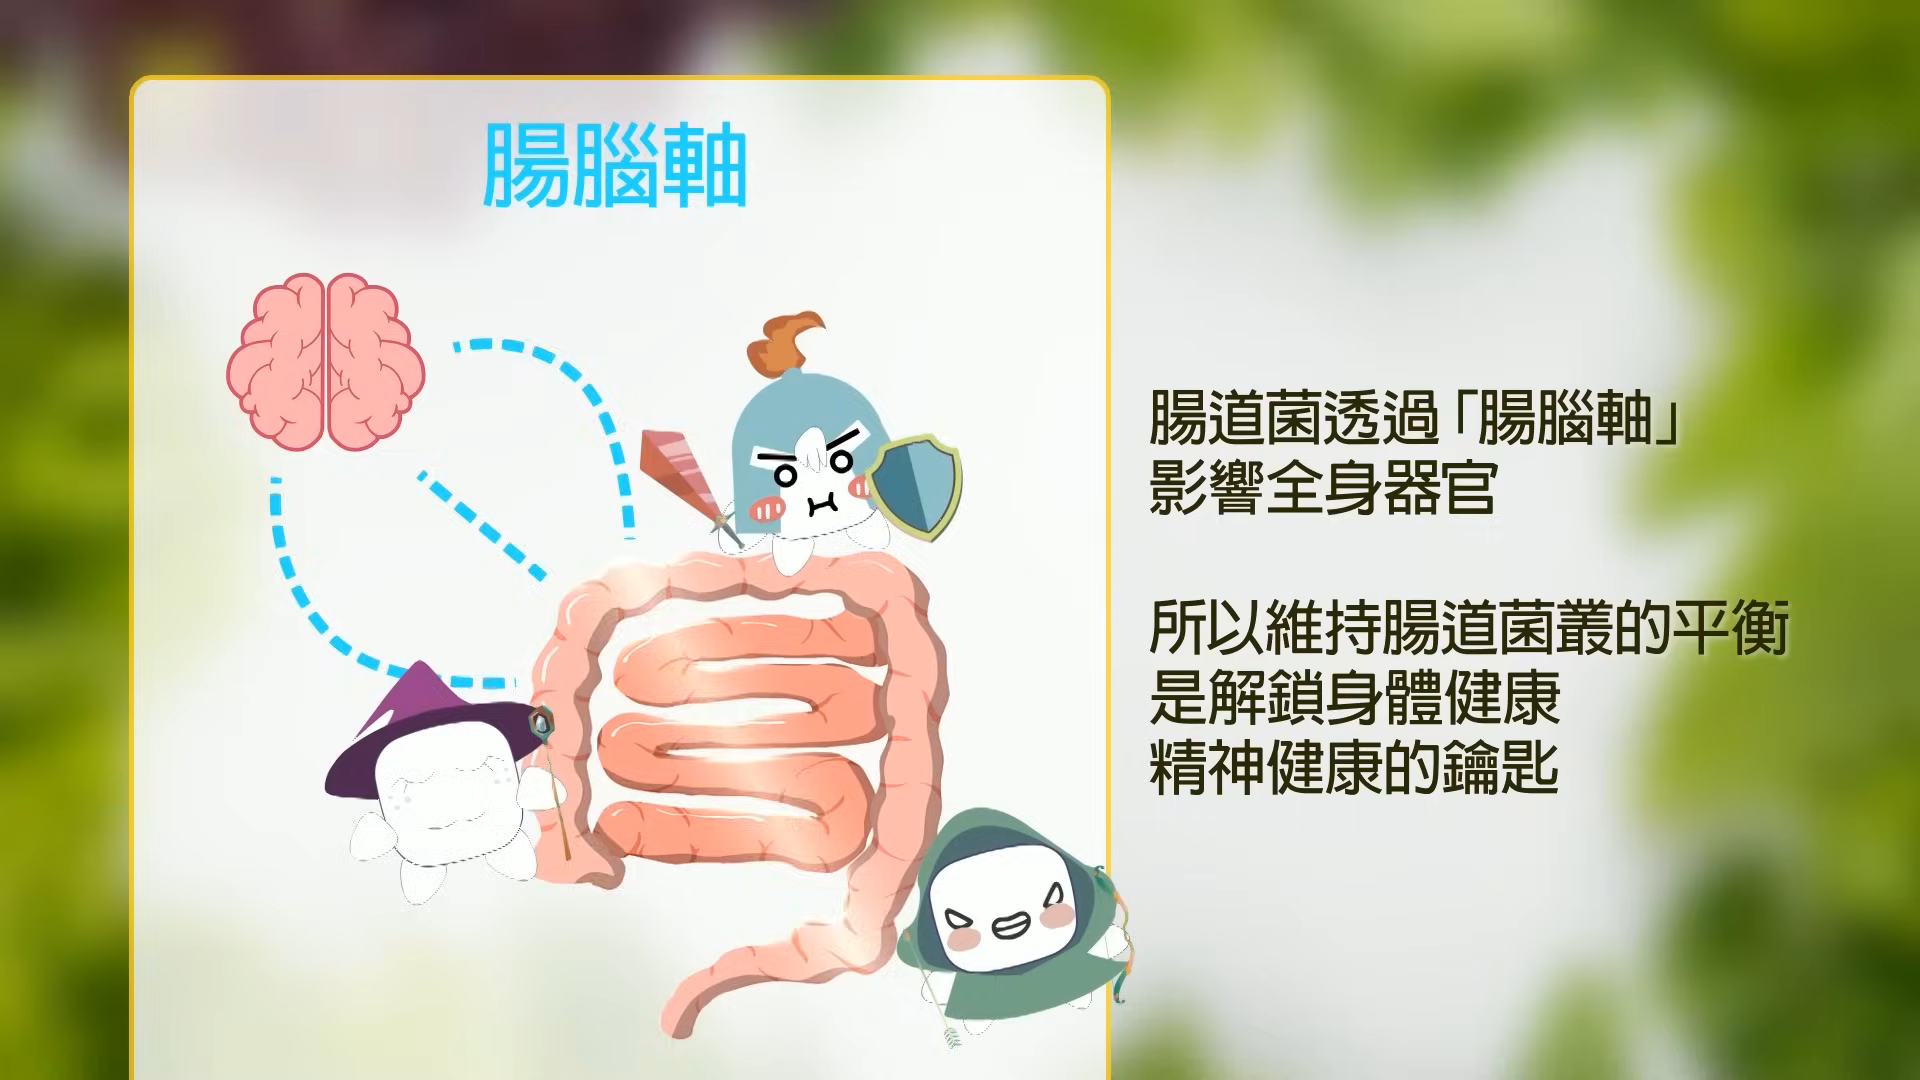 腸腦軸
腸道菌透過「腸腦軸」
影響全身器官
所以維持腸道菌叢的平衡
是解鎖身體健康
精神健康的鑰匙